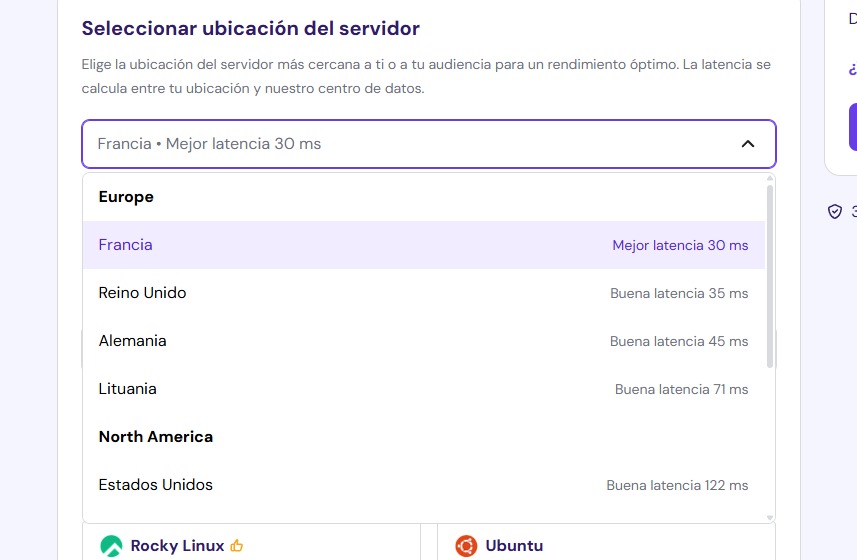 Seleccionar ubicación del servidor
Elige la ubicación del servidor más cercana a ti o a tu audiencia para un rendimiento óptimo. La latencia se
calcula entre tu ubicación y nuestro centro de datos.
Francia • Mejor latencia 30 ms
Europe
Francia Mejor latencia 30 ms
Reino Unido Buena latencia 35 ms
Alemania Buena latencia 45 ms
Lituania Buena latencia 71 ms
North America
Estados Unidos Buena latencia 122 ms
Rocky Linux Ubuntu